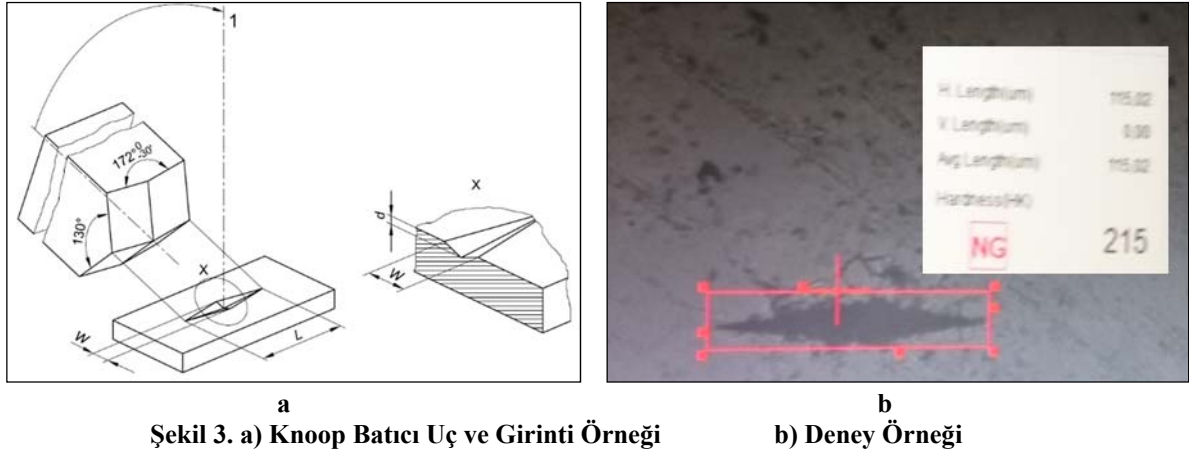 1
172° 0 -30'
130°
X
W
L
X
d
W
H. Length(um) 115,02
V. Length(um) 0,00
Avg Length(um) 115,02
Hardness(HK)
NG 215
a b
Şekil 3. a) Knoop Batıcı Uç ve Girinti Örneği b) Deney Örneği